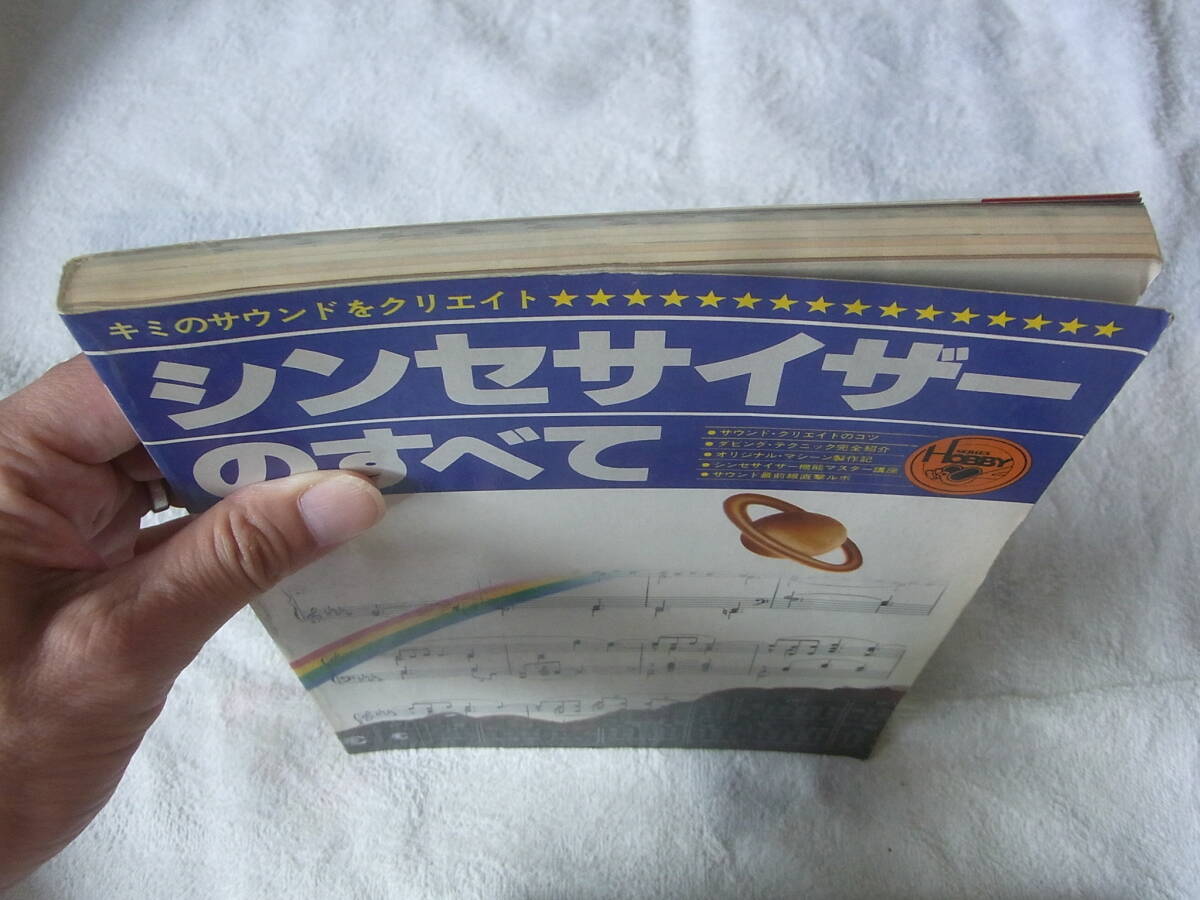 キミのサウンドをクリエイト★★★★★★★★★★★★★★★★
シンセサイザー
のすべて
●サウンド・クリエイトのコツ
●ダビング・テクニック完全紹介
●オリジナル・マシーン製作記
●シンセサイザー機能マスター講座
●サウンド最前線直撃ルポ
SERIES
HOBBY